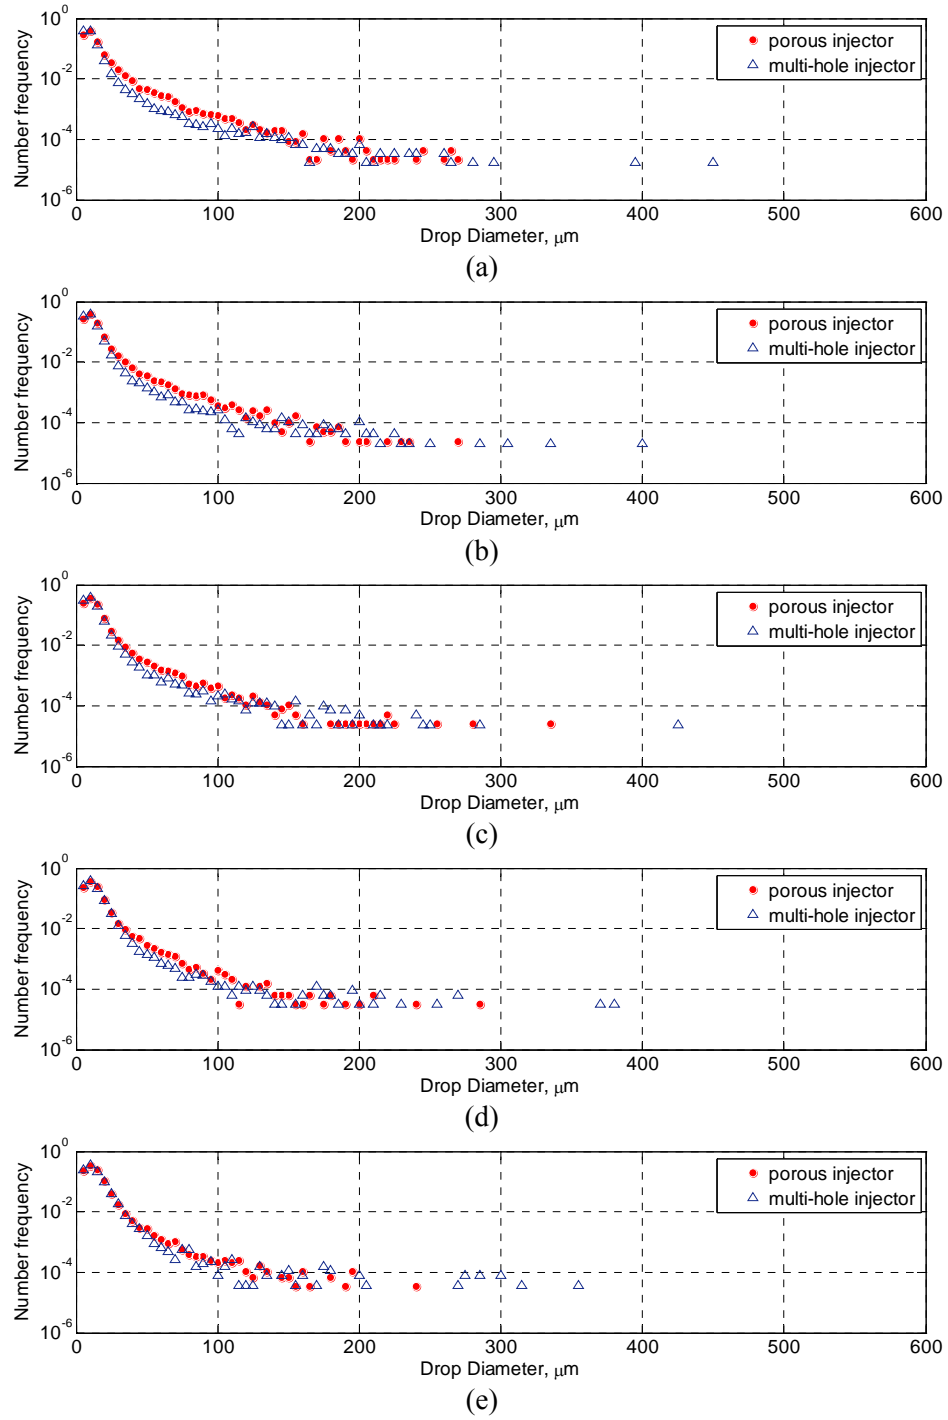 10^0
10^-2
10^-4
10^-6
Number frequency
porous injector
multi-hole injector
0 100 200 300 400 500 600
Drop Diameter, μm
(a)
10^0
10^-2
10^-4
10^-6
Number frequency
porous injector
multi-hole injector
0 100 200 300 400 500 600
Drop Diameter, μm
(b)
10^0
10^-2
10^-4
10^-6
Number frequency
porous injector
multi-hole injector
0 100 200 300 400 500 600
Drop Diameter, μm
(c)
10^0
10^-2
10^-4
10^-6
Number frequency
porous injector
multi-hole injector
0 100 200 300 400 500 600
Drop Diameter, μm
(d)
10^0
10^-2
10^-4
10^-6
Number frequency
porous injector
multi-hole injector
0 100 200 300 400 500 600
Drop Diameter, μm
(e)